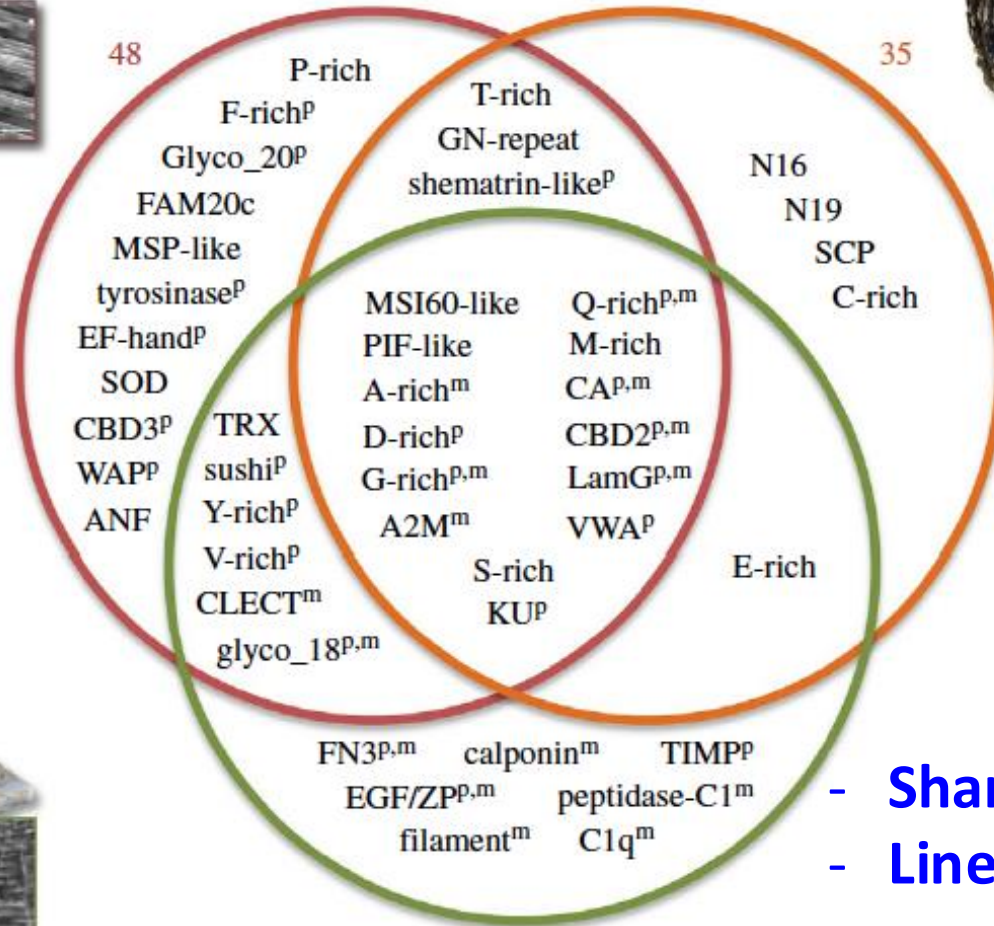 48
35
P-rich
F-richᵖ
Glyco_20ᵖ
FAM20c
MSP-like
tyrosinaseᵖ
EF-handᵖ
SOD
CBD3ᵖ
WAPᵖ
ANF
T-rich
GN-repeat
shematrin-likeᵖ
N16
N19
SCP
C-rich
TRX
sushiᵖ
Y-richᵖ
V-richᵖ
CLECTᵐ
glyco_18ᵖ,ᵐ
MSI60-like Q-richᵖ,ᵐ
PIF-like M-rich
A-richᵐ CAᵖ,ᵐ
D-richᵖ CBD2ᵖ,ᵐ
G-richᵖ,ᵐ LamGᵖ,ᵐ
A2Mᵐ VWAᵖ
S-rich
KUᵖ
E-rich
FN3ᵖ,ᵐ calponinᵐ TIMPᵖ
EGF/ZPᵖ,ᵐ peptidase-C1ᵐ
filamentᵐ C1qᵐ
- Shar
- Line